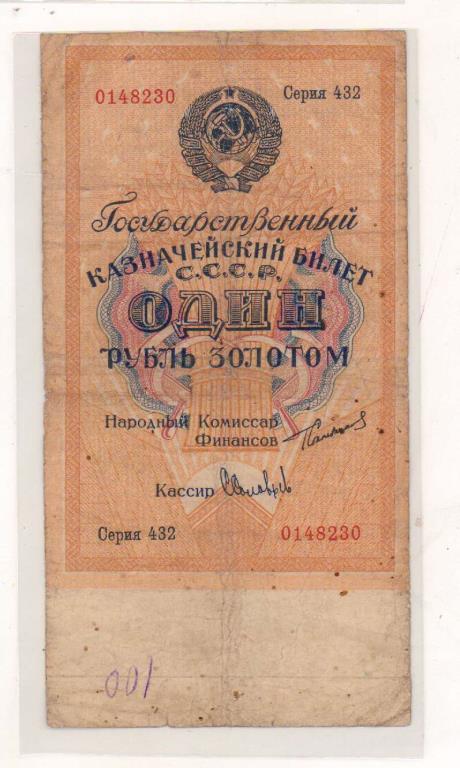 0148230 Серия 432
Государственный
КАЗНАЧЕЙСКИЙ БИЛЕТ
С.С.С.Р.
ОДИН
РУБЛЬ ЗОЛОТОМ
Народный Комиссар
Финансов
Кассир
Серия 432 0148230
001